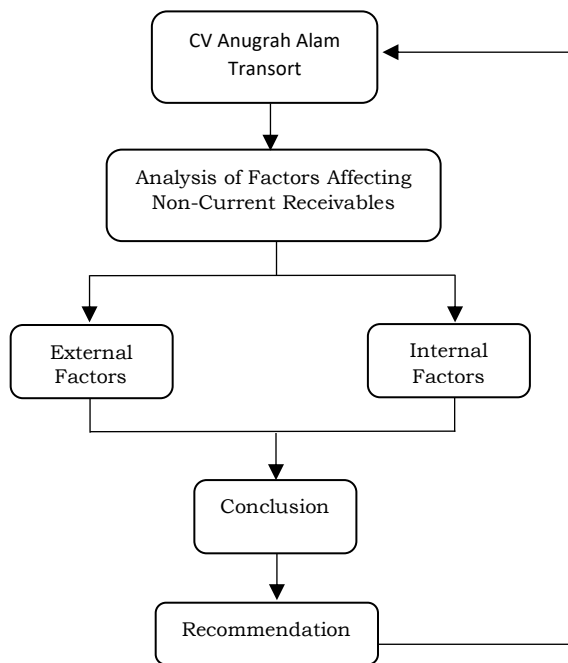 CV Anugrah Alam
Transort
Analysis of Factors Affecting
Non-Current Receivables
External
Factors
Internal
Factors
Conclusion
Recommendation